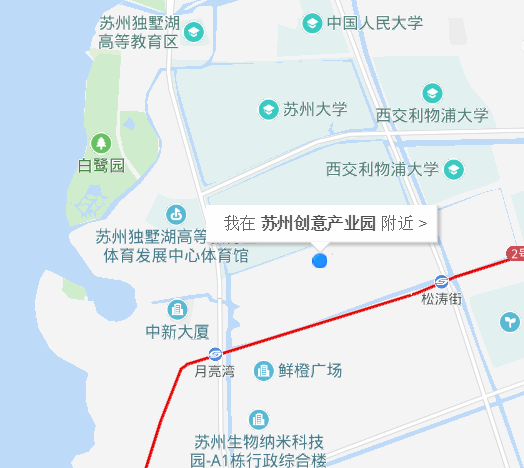 苏州独墅湖
高等教育区
中国人民大学
苏州大学
西交利物浦大学
白鹭园
西交利物浦大学
苏州独墅湖高等
体育发展中心体育馆
我在 苏州创意产业园 附近 >
2号
松涛街
中新大厦
月亮湾
鲜橙广场
苏州生物纳米科技
园-A1栋行政综合楼